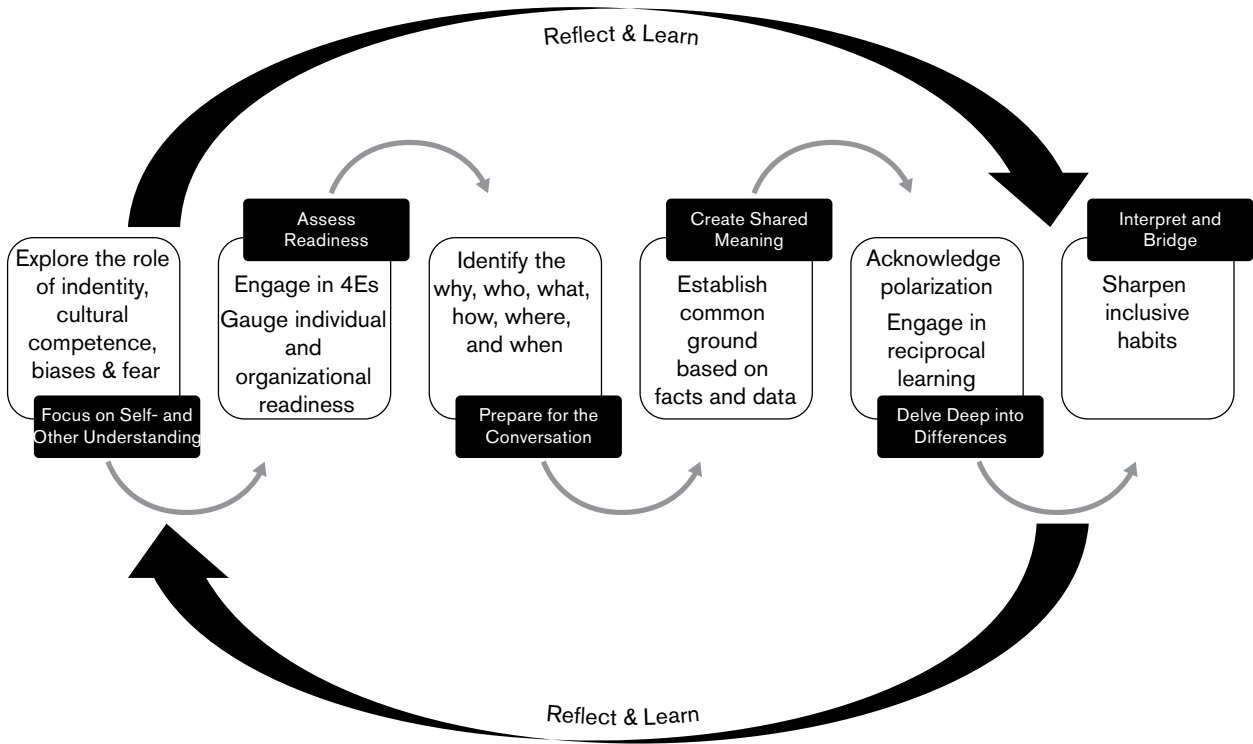 Reflect & Learn
Explore the role
of indentity,
cultural
competence,
biases & fear
Focus on Self- and
Other Understanding
Assess
Readiness
Engage in 4Es
Gauge individual
and
organizational
readiness
Identify the
why, who, what,
how, where,
and when
Prepare for the
Conversation
Create Shared
Meaning
Establish
common
ground
based on
facts and data
Acknowledge
polarization
Engage in
reciprocal
learning
Delve Deep into
Differences
Interpret and
Bridge
Sharpen
inclusive
habits
Reflect & Learn